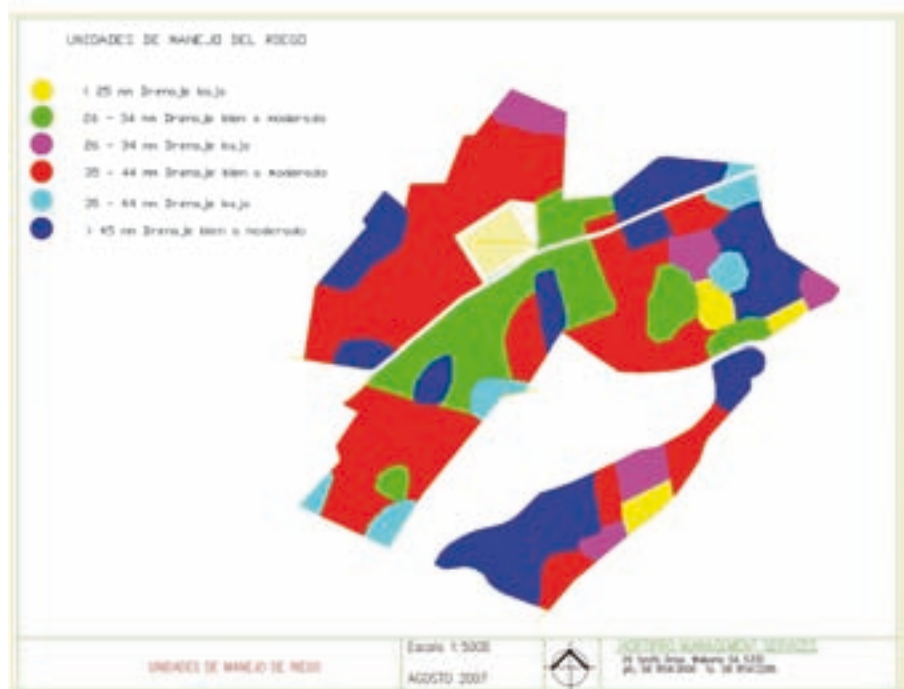 UNIDADES DE MANEJO DEL RIEGO
< 25 mm Drenaje bajo
26 - 34 mm Drenaje bien a moderado
26 - 34 mm Drenaje bajo
35 - 44 mm Drenaje bien a moderado
35 - 44 mm Drenaje bajo
> 45 mm Drenaje bien a moderado
UNIDADES DE MANEJO DE RIEGO
Escala 1:5000
AGOSTO 2007
MANAGEMENT SERVICES